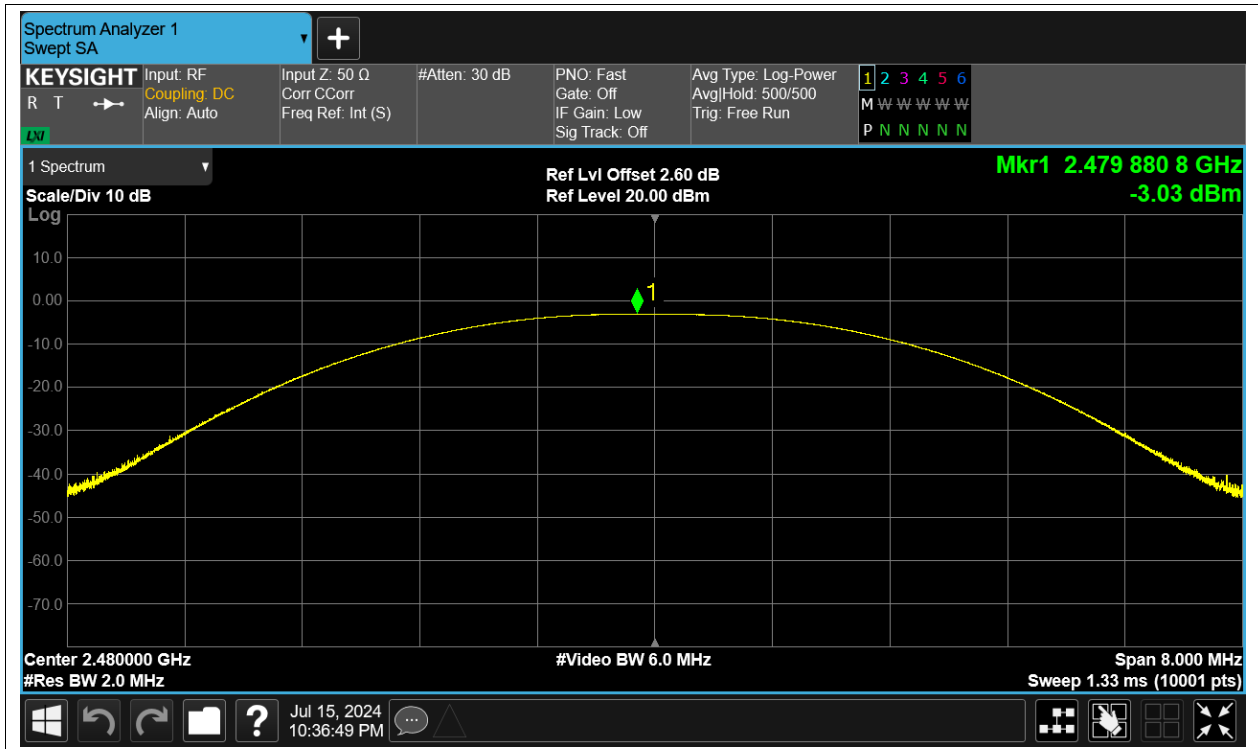 Spectrum Analyzer 1
Swept SA
KEYSIGHT
R T
LXI
Input: RF
Coupling: DC
Align: Auto
Input Z: 50 Ω
Corr CCorr
Freq Ref: Int (S)
#Atten: 30 dB
PNO: Fast
Gate: Off
IF Gain: Low
Sig Track: Off
Avg Type: Log-Power
Avg|Hold: 500/500
Trig: Free Run
1 2 3 4 5 6
M W W W W W
P N N N N N
1 Spectrum
Scale/Div 10 dB
Ref Lvl Offset 2.60 dB
Ref Level 20.00 dBm
Mkr1 2.479 880 8 GHz
-3.03 dBm
Log
10.0
0.00
-10.0
-20.0
-30.0
-40.0
-50.0
-60.0
-70.0
1
Center 2.480000 GHz
#Res BW 2.0 MHz
#Video BW 6.0 MHz
Span 8.000 MHz
Sweep 1.33 ms (10001 pts)
?
Jul 15, 2024
10:36:49 PM